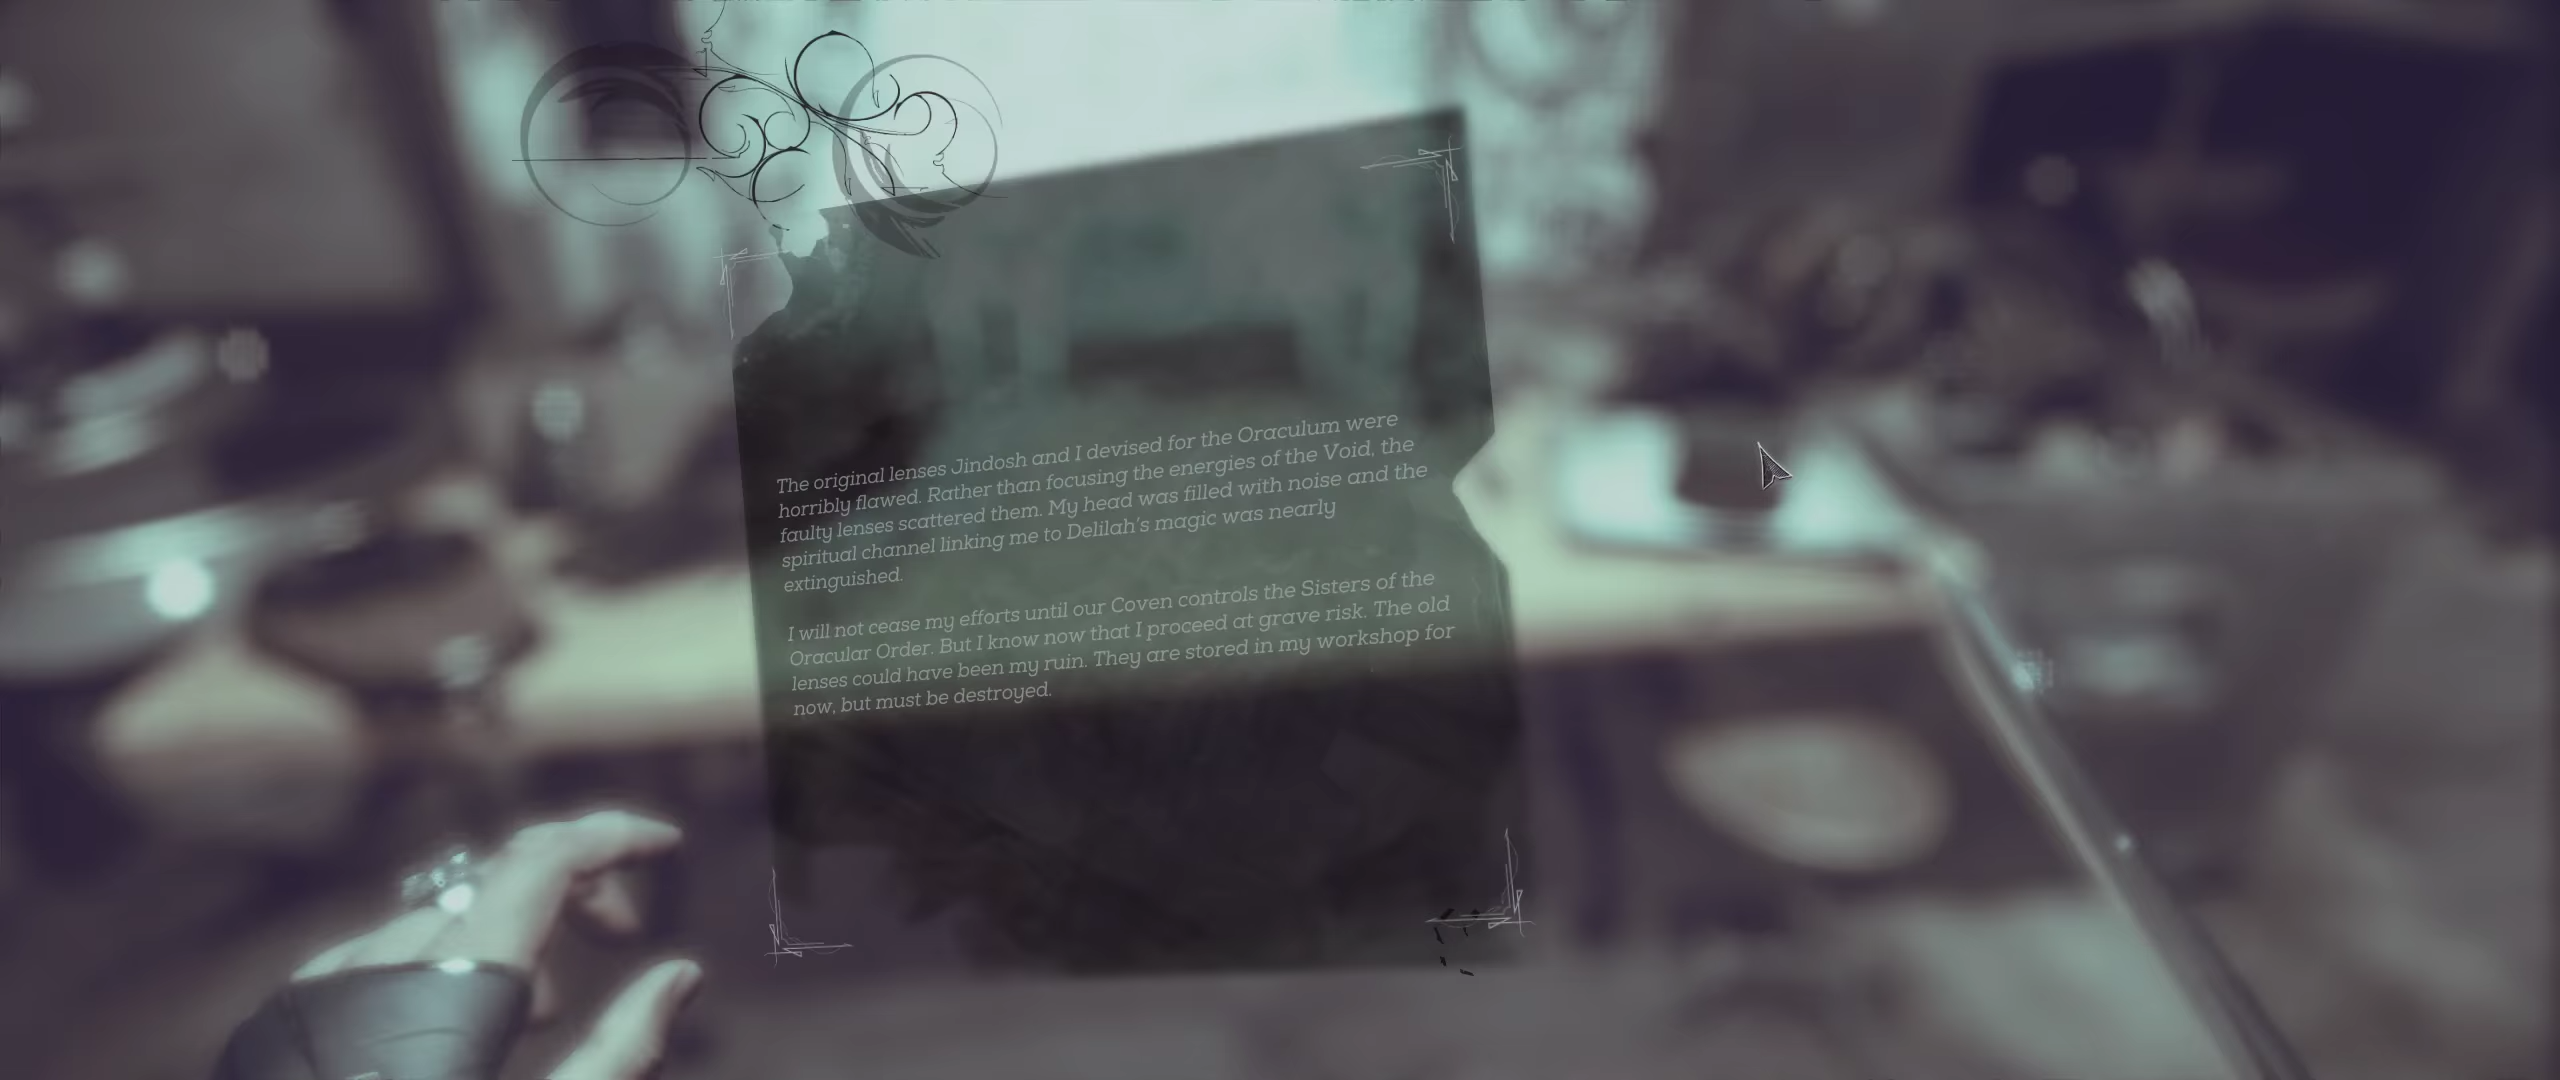 The original lenses Jindosh and I devised for the Oraculum were
horribly flawed. Rather than focusing the energies of the Void, the
faulty lenses scattered them. My head was filled with noise and the
spiritual channel linking me to Delilah's magic was nearly
extinguished.
I will not cease my efforts until our Coven controls the Sisters of the
Oracular Order. But I know now that I proceed at grave risk. The old
lenses could have been my ruin. They are stored in my workshop for
now, but must be destroyed.